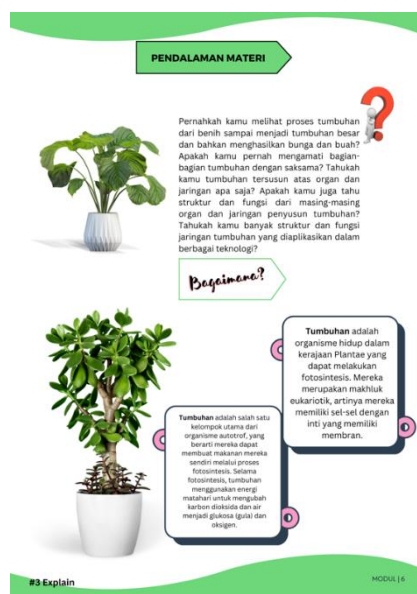 PENDALAMAN MATERI
Pernahkah kamu melihat proses tumbuhan
dari benih sampai menjadi tumbuhan besar
dan bahkan menghasilkan bunga dan buah?
Apakah kamu pernah mengamati bagian-
bagian tumbuhan dengan saksama? Tahukah
kamu tumbuhan tersusun atas organ dan
jaringan apa saja? Apakah kamu juga tahu
struktur dan fungsi dari masing-masing
organ dan jaringan penyusun tumbuhan?
Tahukah kamu banyak struktur dan fungsi
jaringan tumbuhan yang diaplikasikan dalam
berbagai teknologi?
Bagaimana?
Tumbuhan adalah
organisme hidup dalam
kerajaan Plantae yang
dapat melakukan
fotosintesis. Mereka
merupakan makhluk
eukariotik, artinya mereka
memiliki sel-sel dengan
inti yang memiliki
membran.
Tumbuhan adalah salah satu
kelompok utama dari
organisme autotrof, yang
berarti mereka dapat
membuat makanan mereka
sendiri melalui proses
fotosintesis. Selama
fotosintesis, tumbuhan
menggunakan energi
matahari untuk mengubah
karbon dioksida dan air
menjadi glukosa (gula) dan
oksigen.
#3 Explain
MODUL | 6